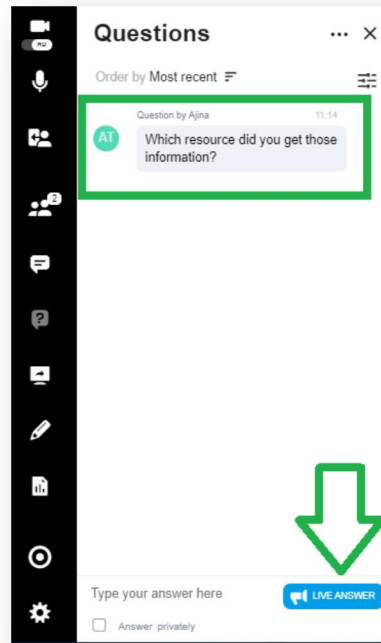 Questions
HD
Order by Most recent
Question by Ajina 11:14
AT
Which resource did you get those
information?
2
?
Type your answer here
LIVE ANSWER
Answer privately